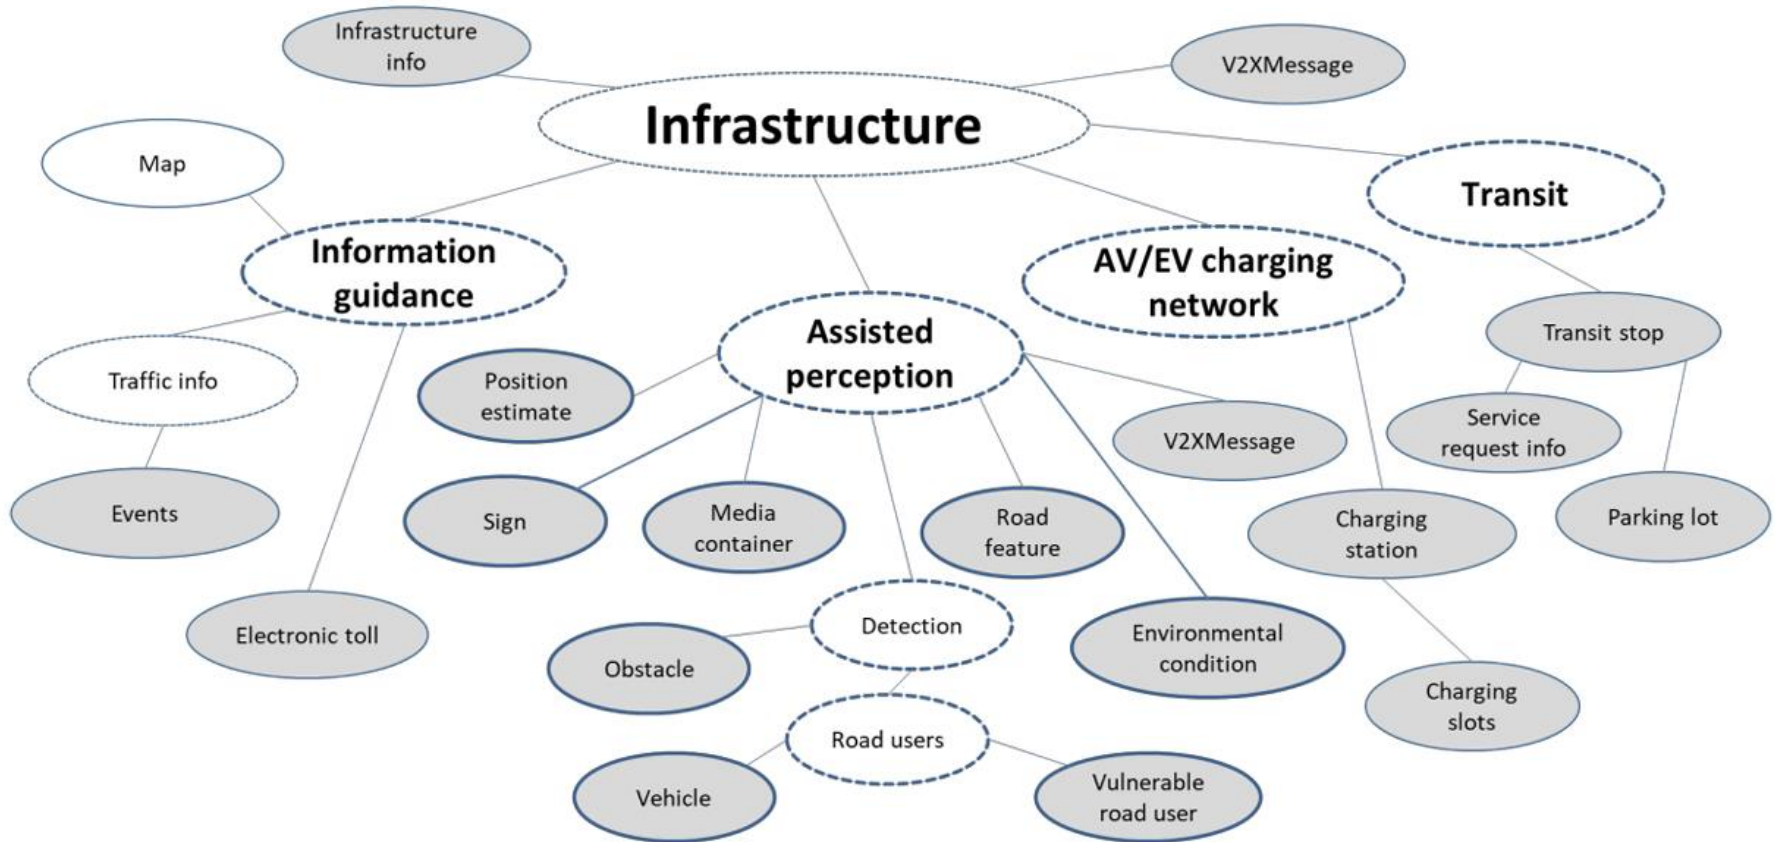 Infrastructure
info
V2XMessage
Infrastructure
Map
Transit
Information
guidance
AV/EV charging
network
Assisted
perception
Transit stop
Traffic info
Position
estimate
Service
request info
V2XMessage
Events
Sign
Media
container
Road
feature
Charging
station
Parking lot
Electronic toll
Detection
Environmental
condition
Obstacle
Charging
slots
Road users
Vehicle
Vulnerable
road user